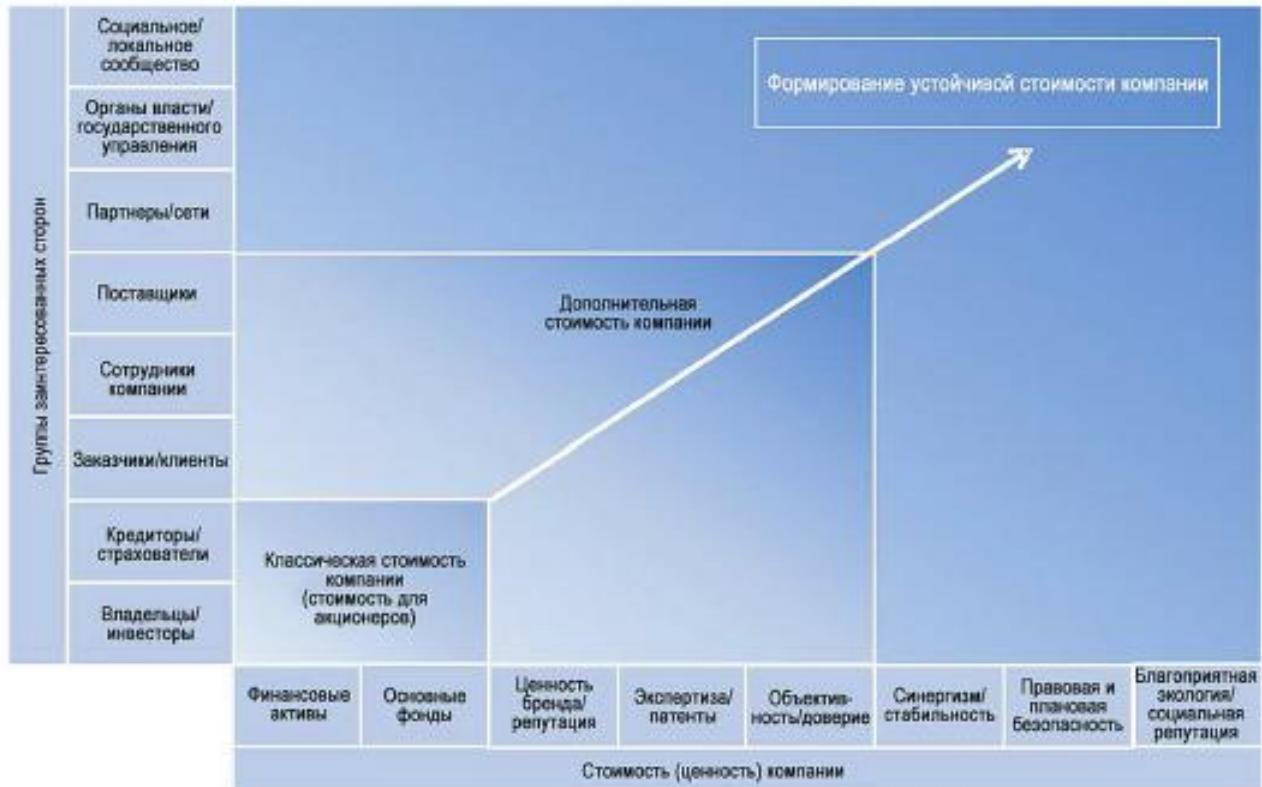 Группы заинтересованных сторон
Социальное/
локальное
сообщество
Органы власти/
государственного
управления
Партнеры/сети
Поставщики
Сотрудники
компании
Заказчики/клиенты
Кредиторы/
страхователи
Владельцы/
инвесторы
Формирование устойчивой стоимости компании
Дополнительная
стоимость компании
Классическая стоимость
компании
(стоимость для
акционеров)
Финансовые
активы
Основные
фонды
Ценность
бренда/
репутация
Экспертиза/
патенты
Объектив-
ность/доверие
Синергизм/
стабильность
Правовая и
плановая
безопасность
Благоприятная
экология/
социальная
репутация
Стоимость (ценность) компании